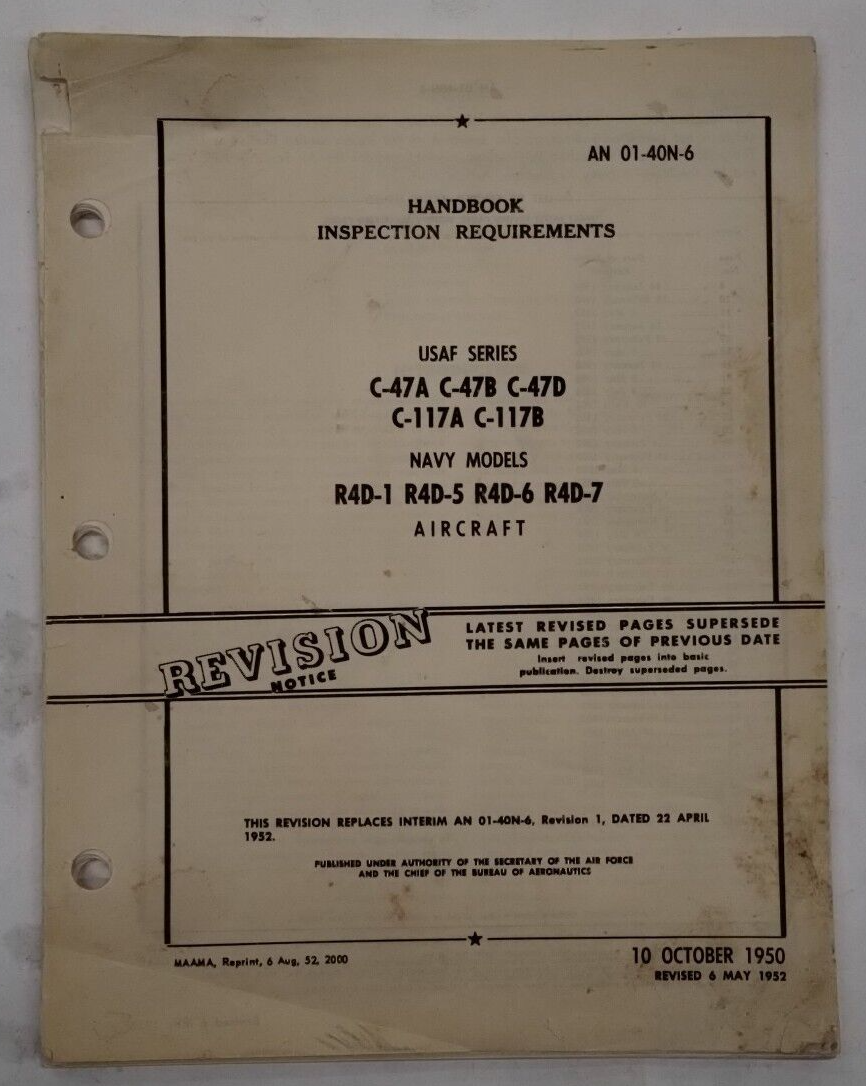 AN 01-40N-6
HANDBOOK
INSPECTION REQUIREMENTS
USAF SERIES
C-47A C-47B C-47D
C-117A C-117B
NAVY MODELS
R4D-1 R4D-5 R4D-6 R4D-7
AIRCRAFT
REVISION
NOTICE
LATEST REVISED PAGES SUPERSEDE
THE SAME PAGES OF PREVIOUS DATE
Insert revised pages into basic
publication. Destroy superseded pages.
THIS REVISION REPLACES INTERIM AN 01-40N-6, Revision 1, DATED 22 APRIL
1952.
PUBLISHED UNDER AUTHORITY OF THE SECRETARY OF THE AIR FORCE
AND THE CHIEF OF THE BUREAU OF AERONAUTICS
MAAMA, Reprint, 6 Aug, 52, 2000
10 OCTOBER 1950
REVISED 6 MAY 1952